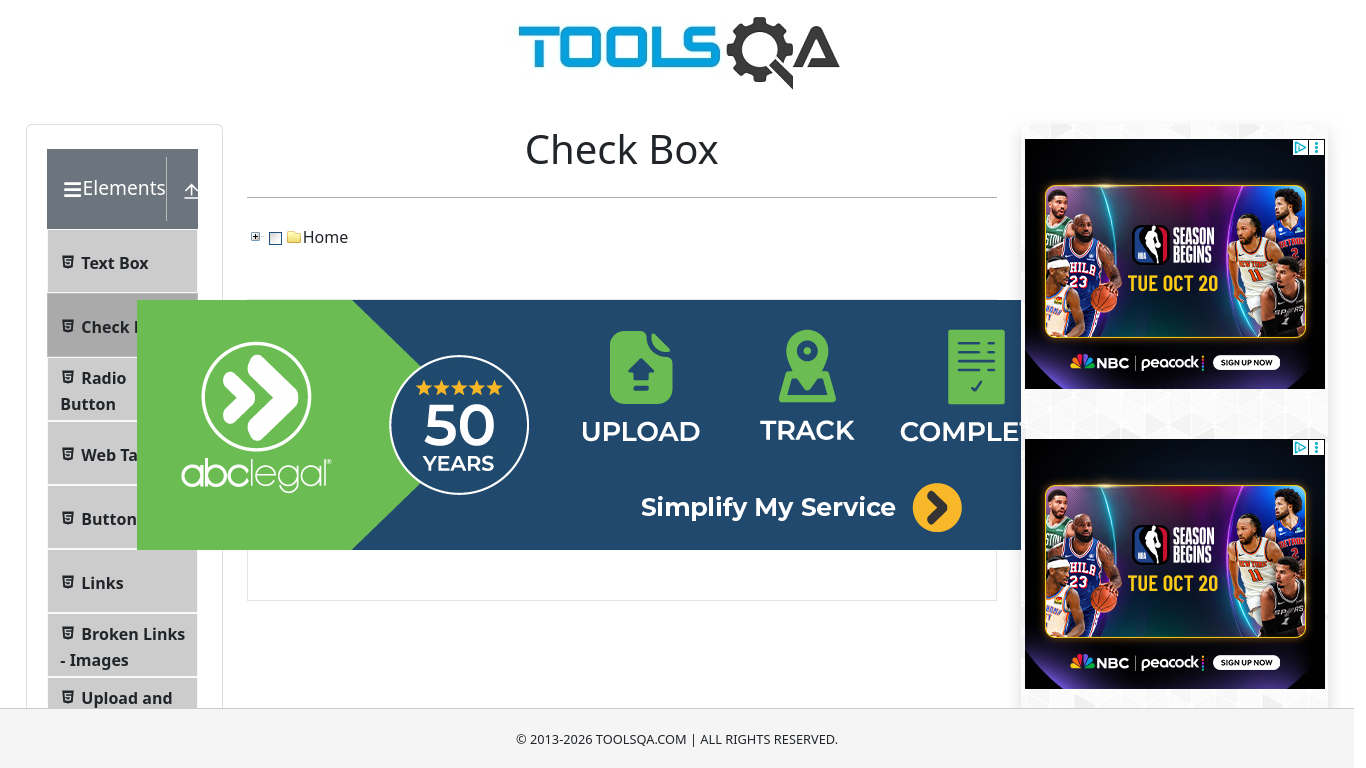 TOOLSQA
Check Box
Elements
Home
Text Box
Check
Radio
Button
Web Ta
Button
Links
Broken Links
- Images
Upload and
abclegal
50
YEARS
UPLOAD
TRACK
COMPLET
Simplify My Service
NBA
SEASON
BEGINS
TUE OCT 20
NBC
peacock
SIGN UP NOW
NBA
SEASON
BEGINS
TUE OCT 20
NBC
peacock
SIGN UP NOW
© 2013-2026 TOOLSQA.COM | ALL RIGHTS RESERVED.